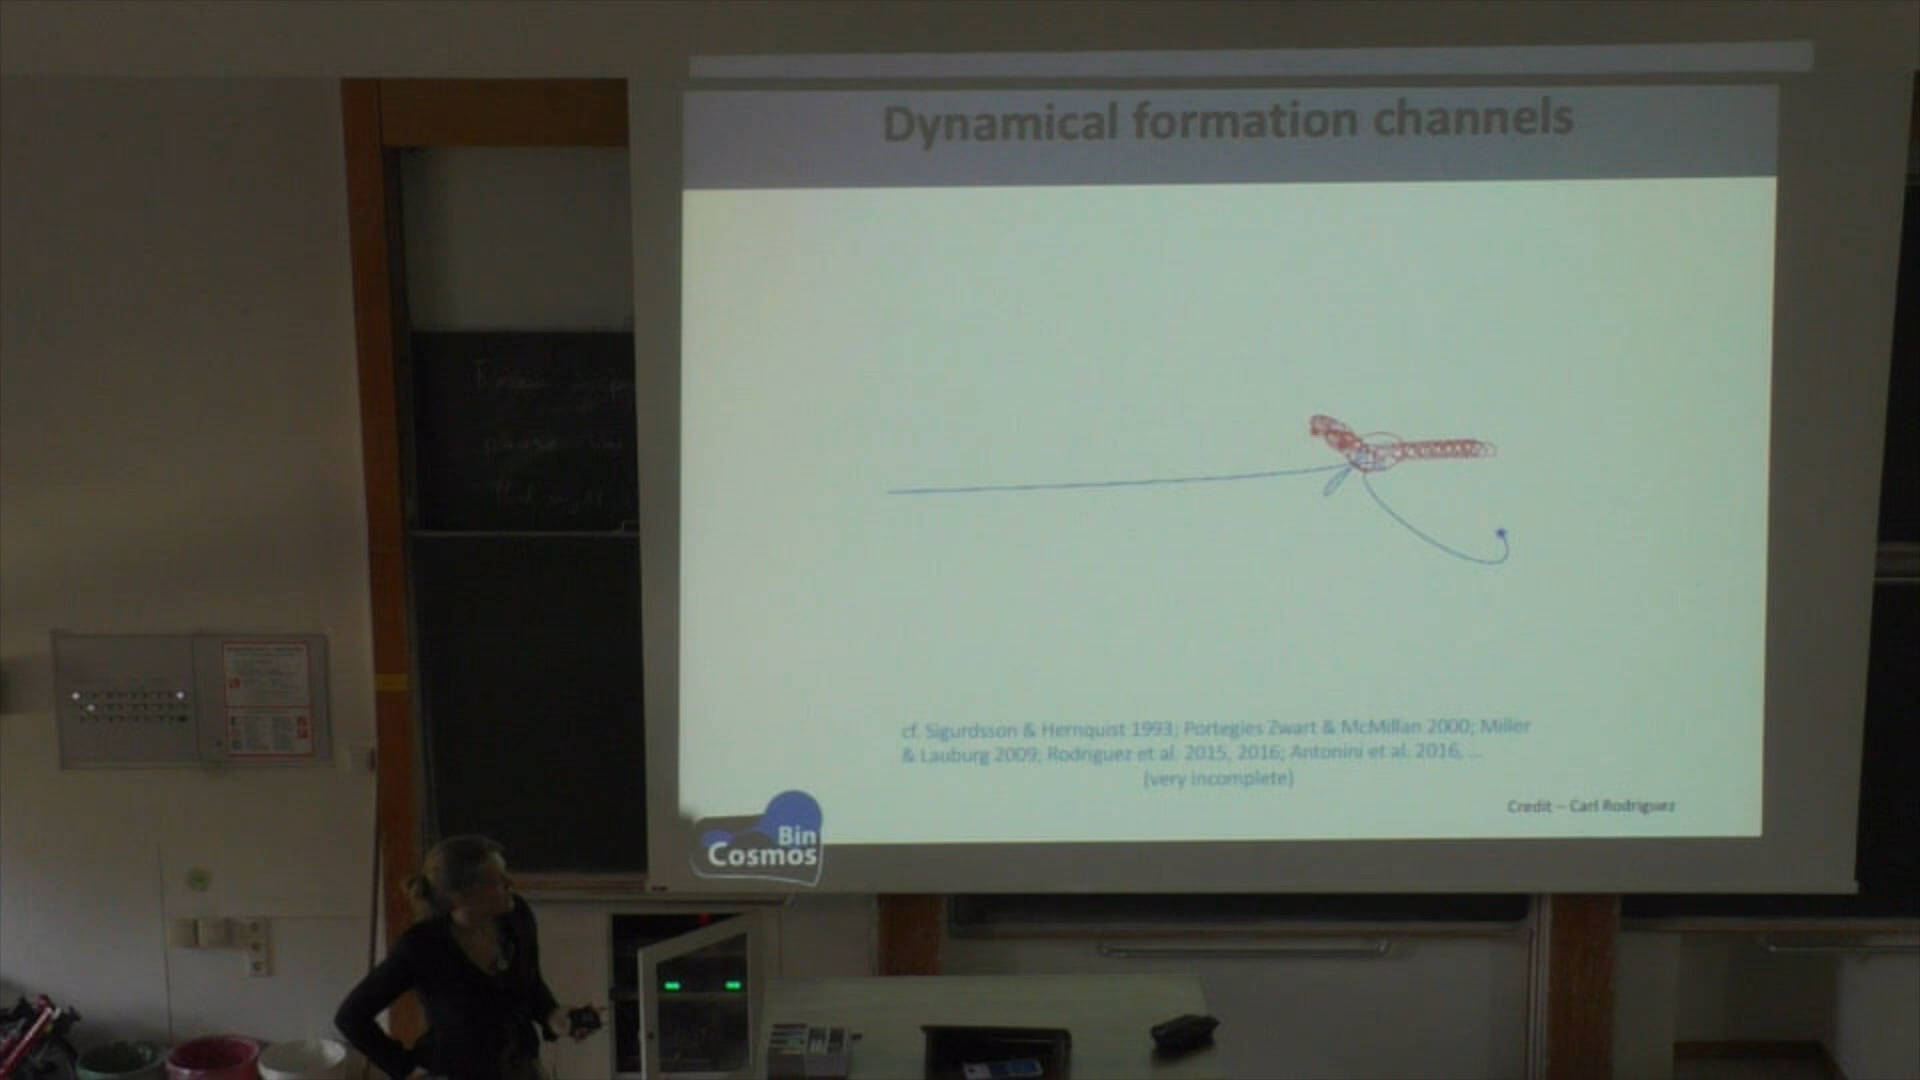 Dynamical formation channels
cf. Sigurdsson & Hernquist 1993; Portegies Zwart & McMillan 2000; Miller
& Lauburg 2009; Rodriguez et al. 2015, 2016; Antonini et al. 2016, ...
(very incomplete)
Credit – Carl Rodriguez
Bin
Cosmos